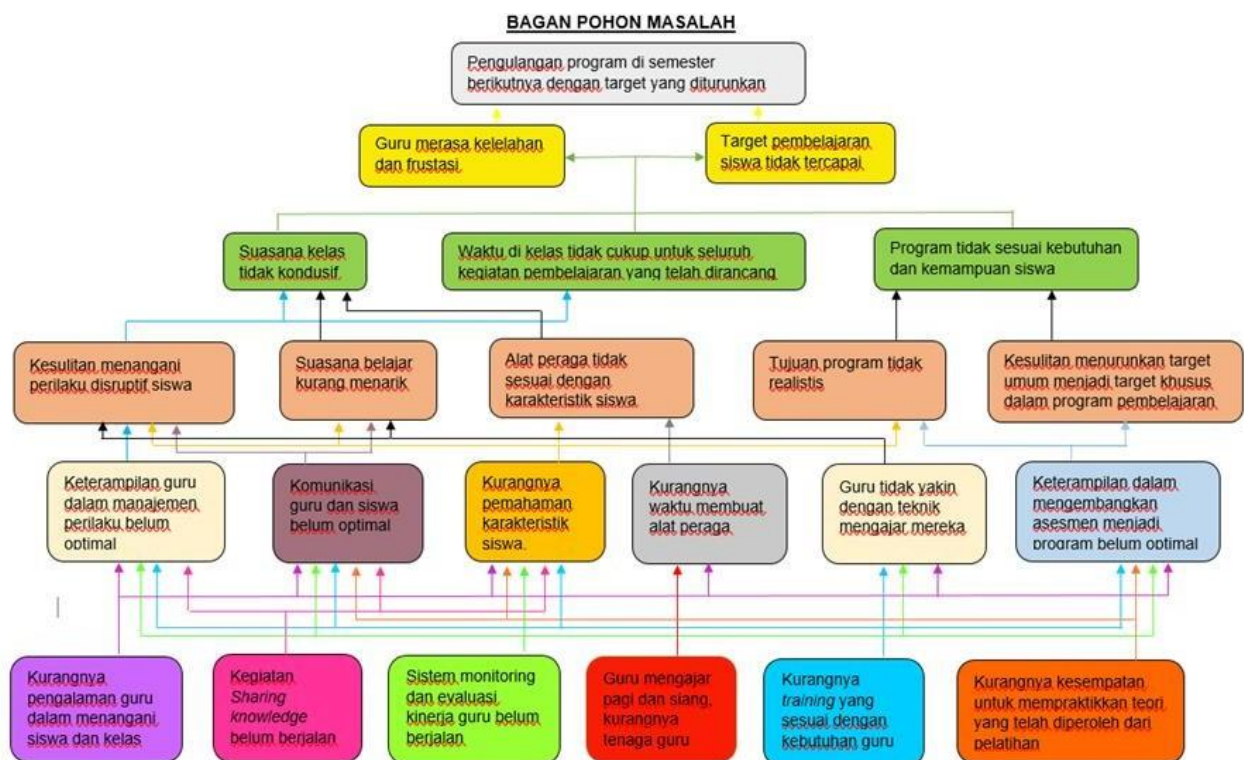 BAGAN POHON MASALAH
Pengulangan program di semester
berikutnya dengan target yang diturunkan
Guru merasa kelelahan
dan frustasi
Target pembelajaran
siswa tidak tercapai
Suasana kelas
tidak kondusif
Waktu di kelas tidak cukup untuk seluruh
kegiatan pembelajaran yang telah dirancang
Program tidak sesuai kebutuhan
dan kemampuan siswa
Kesulitan menangani
perilaku disruptif siswa
Suasana belajar
kurang menarik
Alat peraga tidak
sesuai dengan
karakteristik siswa
Tujuan program tidak
realistis
Kesulitan menurunkan target
umum menjadi target khusus
dalam program pembelajaran
Keterampilan guru
dalam manajemen
perilaku belum
optimal
Komunikasi
guru dan siswa
belum optimal
Kurangnya
pemahaman
karakteristik
siswa.
Kurangnya
waktu membuat
alat peraga
Guru tidak yakin
dengan teknik
mengajar mereka
Keterampilan dalam
mengembangkan
asesmen menjadi
program belum optimal
Kurangnya
pengalaman guru
dalam menangani
siswa dan kelas
Kegiatan
Sharing
knowledge
belum berjalan
Sistem monitoring
dan evaluasi
kinerja guru belum
berjalan
Guru mengajar
pagi dan siang,
kurangnya
tenaga guru
Kurangnya
training yang
sesuai dengan
kebutuhan guru
Kurangnya kesempatan
untuk mempraktikkan teori
yang telah diperoleh dari
pelatihan